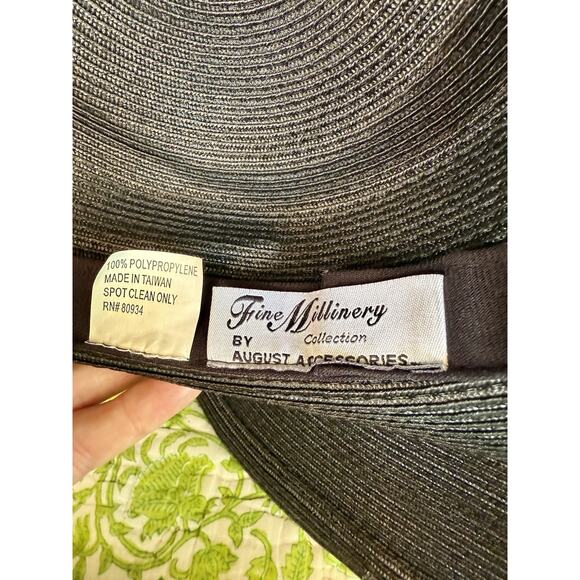 100% POLYPROPYLENE
MADE IN TAIWAN
SPOT CLEAN ONLY
RN# 80934
Fine Millinery
Collection
BY
AUGUST ACCESSORIES